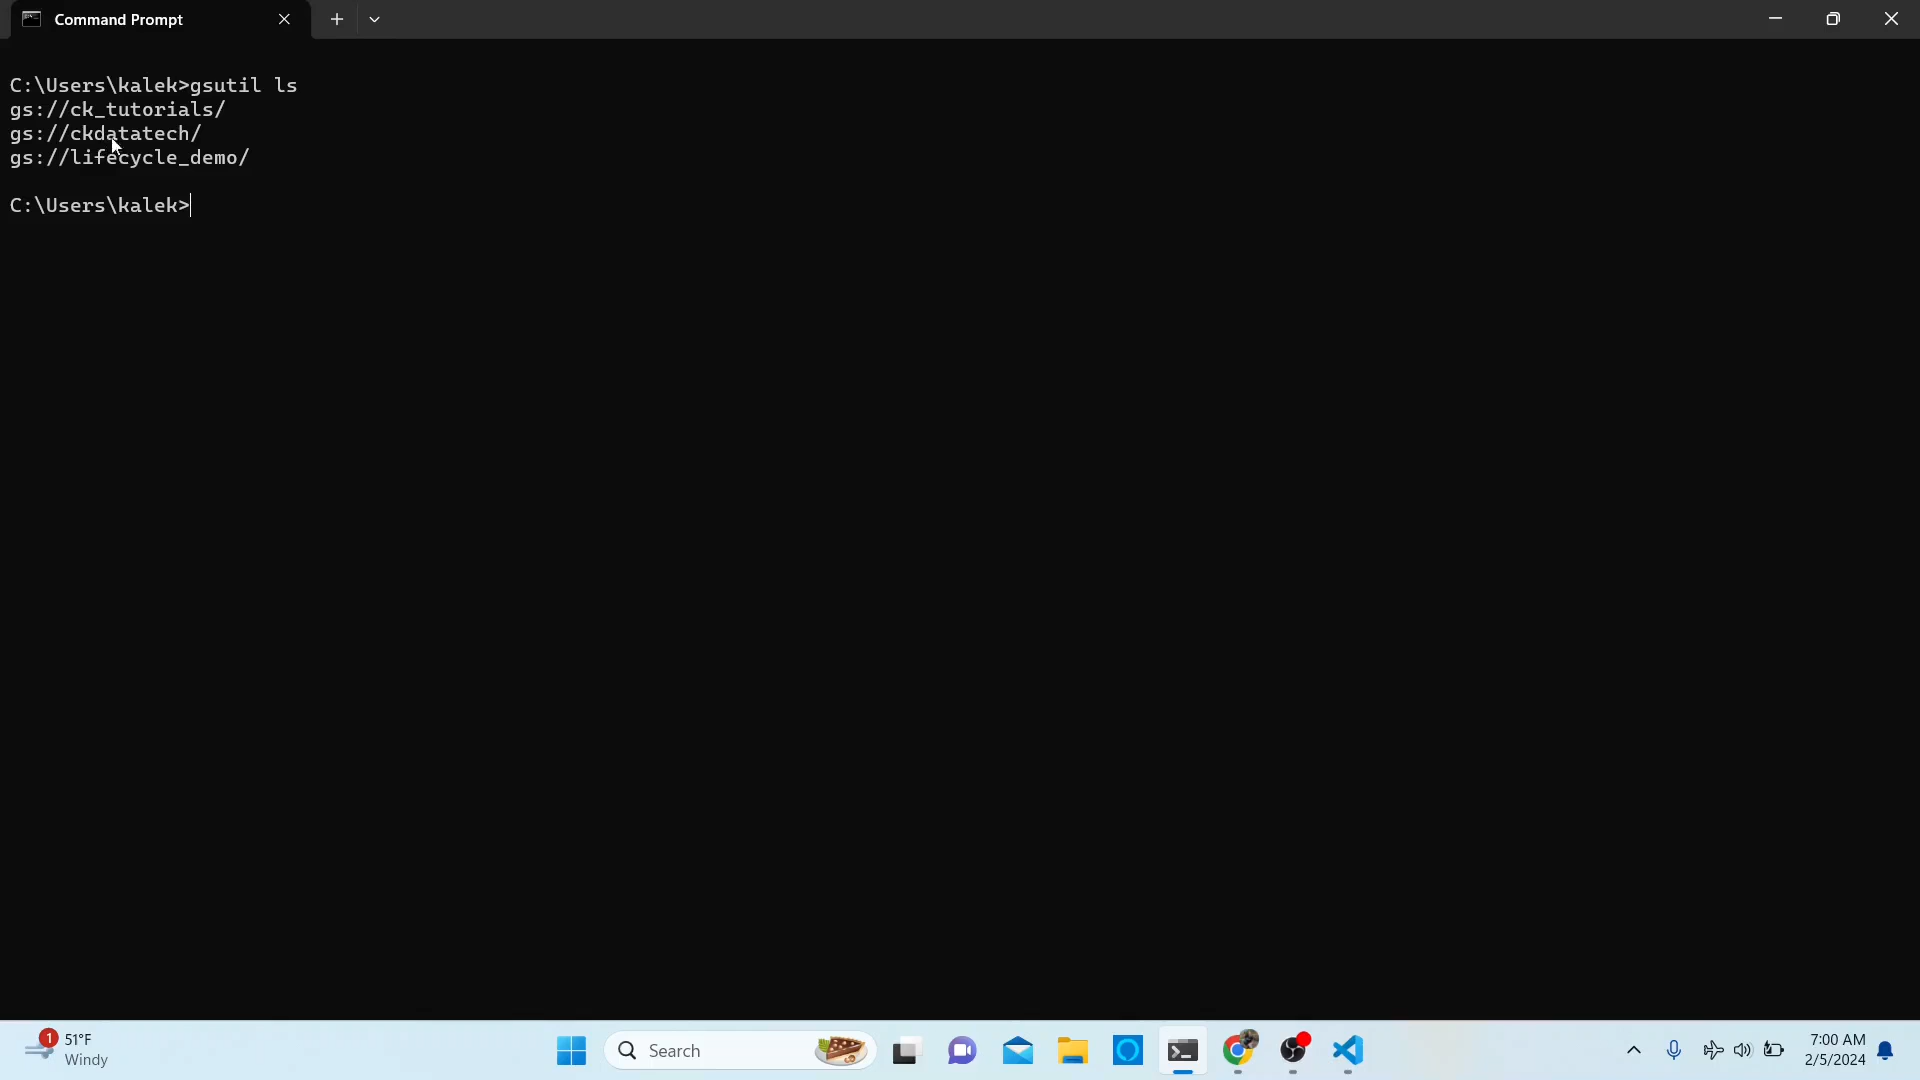 Command Prompt
C:\Users\kalek>gsutil ls
gs://ck_tutorials/
gs://ckdatatech/
gs://lifecycle_demo/
C:\Users\kalek>
1
51°F
Windy
Search
7:00 AM
2/5/2024